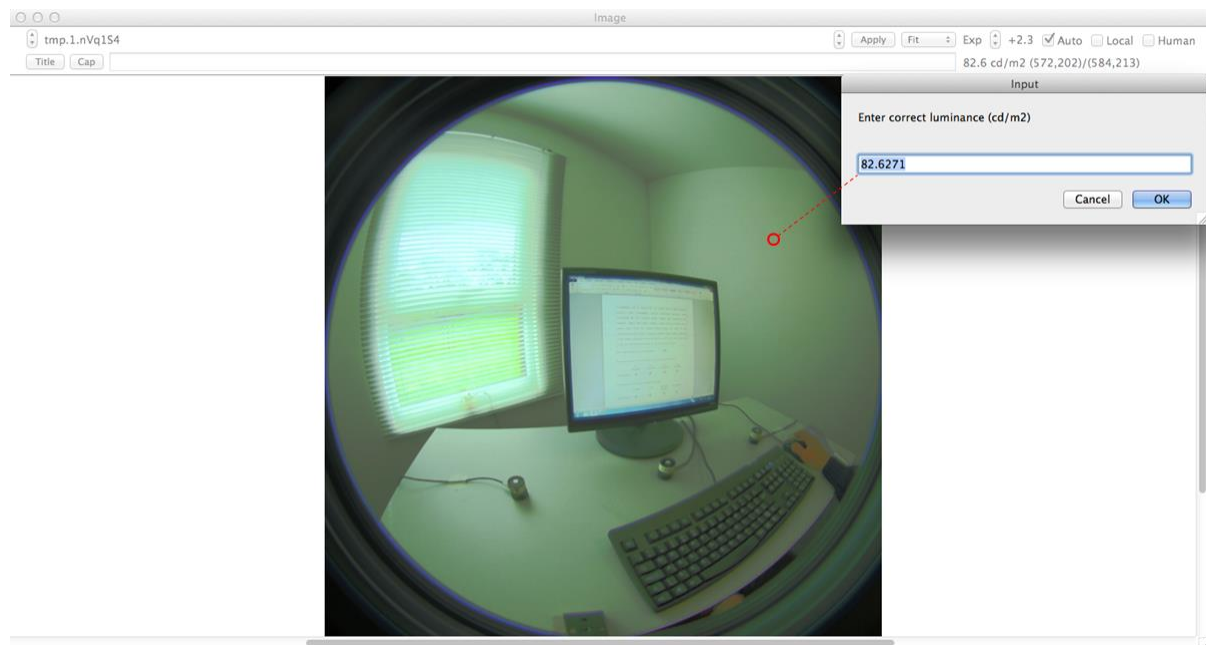 Image
tmp.1.nVq1S4
Apply Fit Exp +2.3 Auto Local Human
Title Cap
82.6 cd/m2 (572,202)/(584,213)
Input
Enter correct luminance (cd/m2)
82.6271
Cancel OK